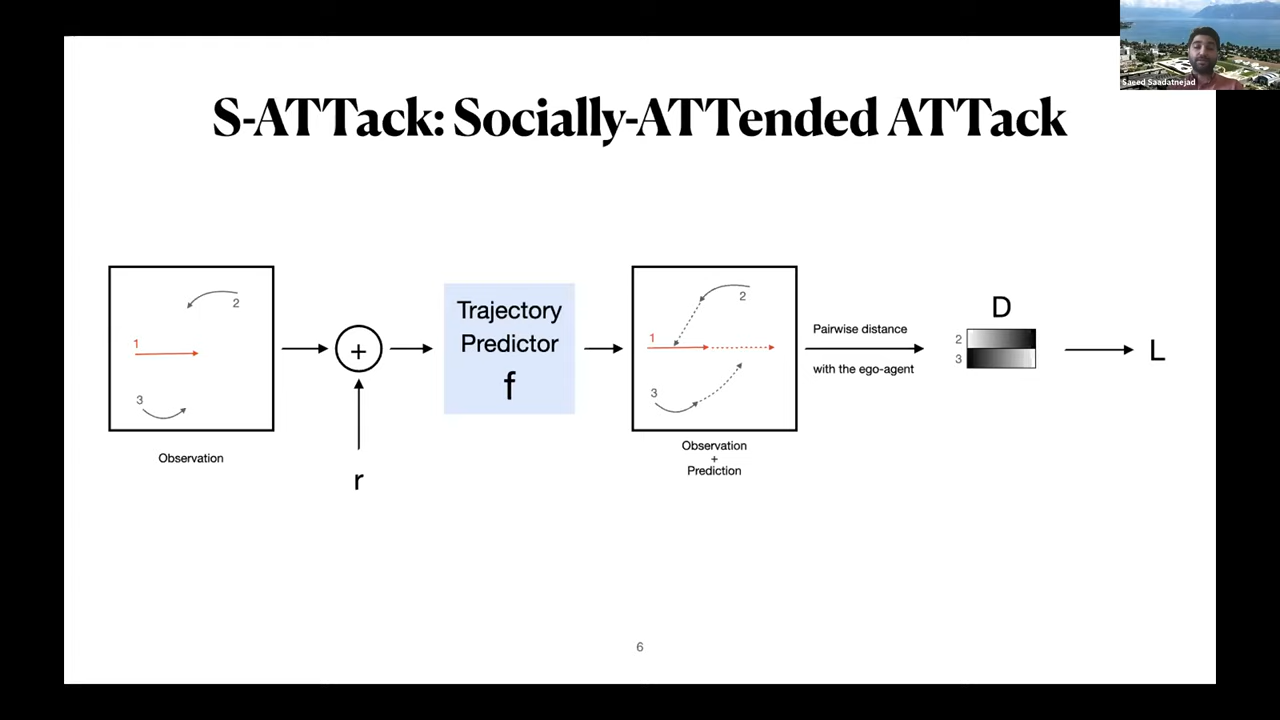 Saeed Saadatnejad
S-ATTack: Socially-ATTended ATTack
1
2
3
Observation
+
r
Trajectory
Predictor
f
1
2
3
Observation
+
Prediction
Pairwise distance
with the ego-agent
D
2
3
L
6